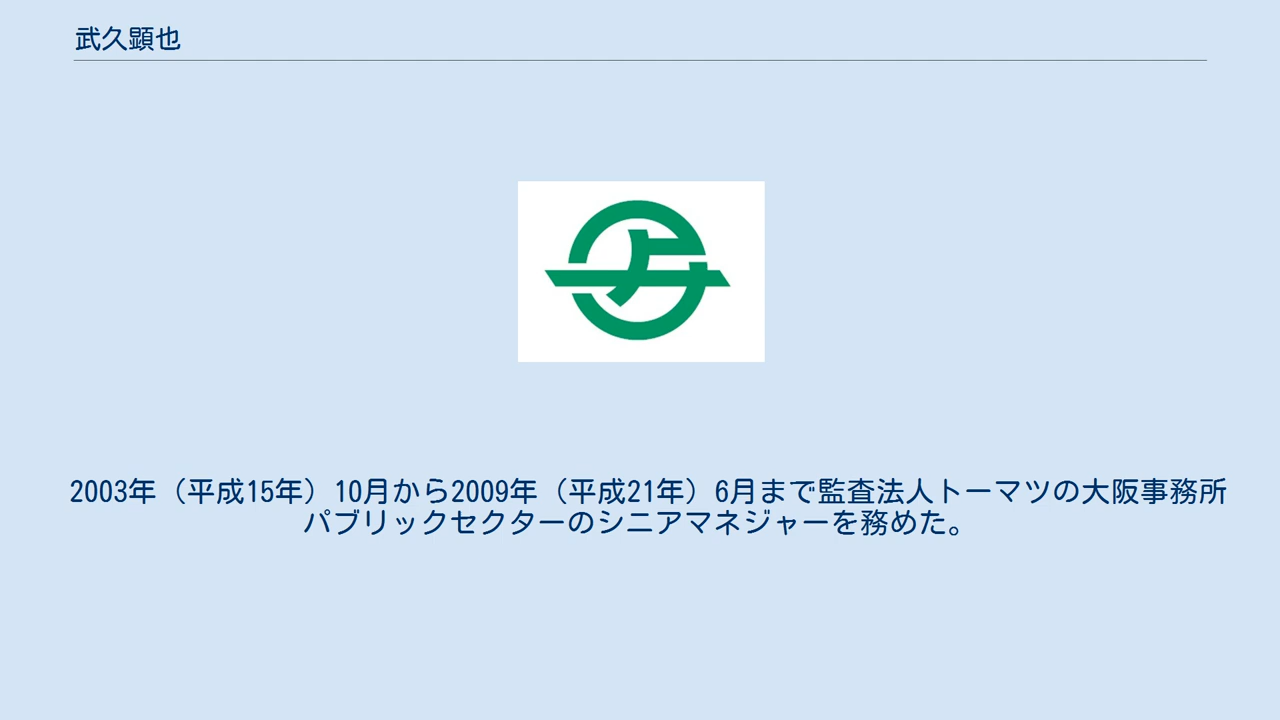 武久顕也
2003年（平成15年）10月から2009年（平成21年）6月まで監査法人トーマツの大阪事務所
パブリックセクターのシニアマネジャーを務めた。